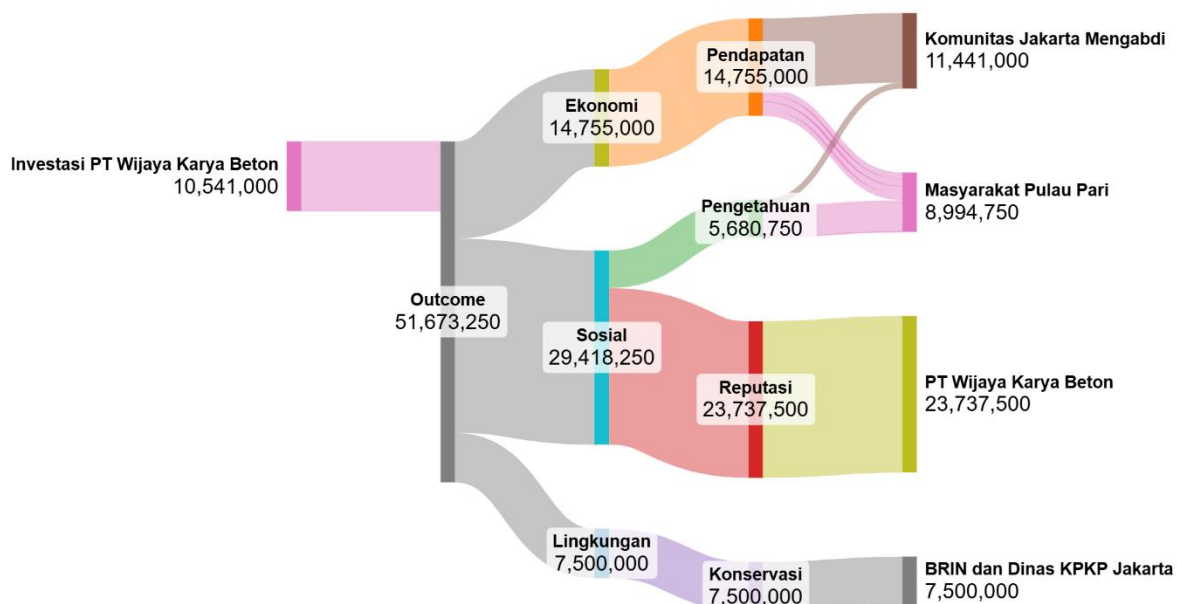 Investasi PT Wijaya Karya Beton
10,541,000
Outcome
51,673,250
Ekonomi
14,755,000
Sosial
29,418,250
Lingkungan
7,500,000
Pendapatan
14,755,000
Pengetahuan
5,680,750
Reputasi
23,737,500
Konservasi
7,500,000
Komunitas Jakarta Mengabdi
11,441,000
Masyarakat Pulau Pari
8,994,750
PT Wijaya Karya Beton
23,737,500
BRIN dan Dinas KPKP Jakarta
7,500,000